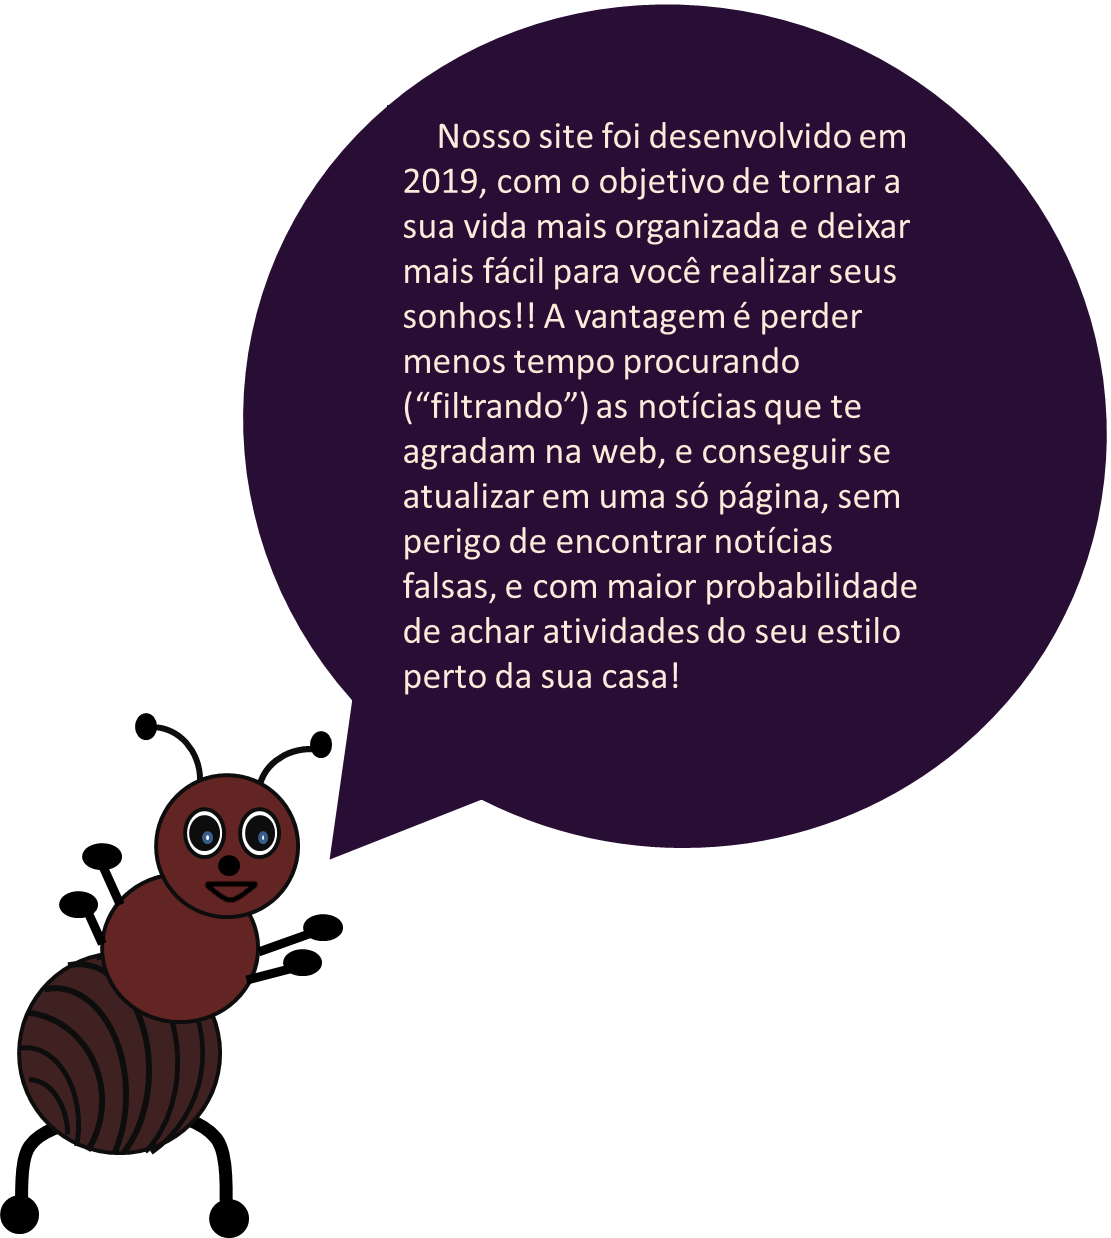 Nosso site foi desenvolvido em
2019, com o objetivo de tornar a
sua vida mais organizada e deixar
mais fácil para você realizar seus
sonhos!! A vantagem é perder
menos tempo procurando
(“filtrando”) as notícias que te
agradam na web, e conseguir se
atualizar em uma só página, sem
perigo de encontrar notícias
falsas, e com maior probabilidade
de achar atividades do seu estilo
perto da sua casa!